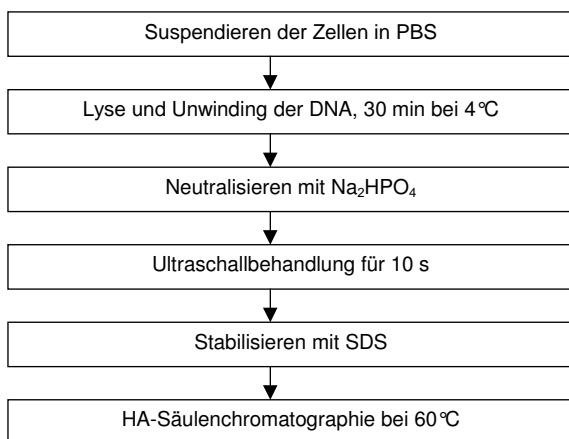 Suspendieren der Zellen in PBS
Lyse und Unwinding der DNA, 30 min bei 4°C
Neutralisieren mit Na₂HPO₄
Ultraschallbehandlung für 10 s
Stabilisieren mit SDS
HA-Säulenchromatographie bei 60°C